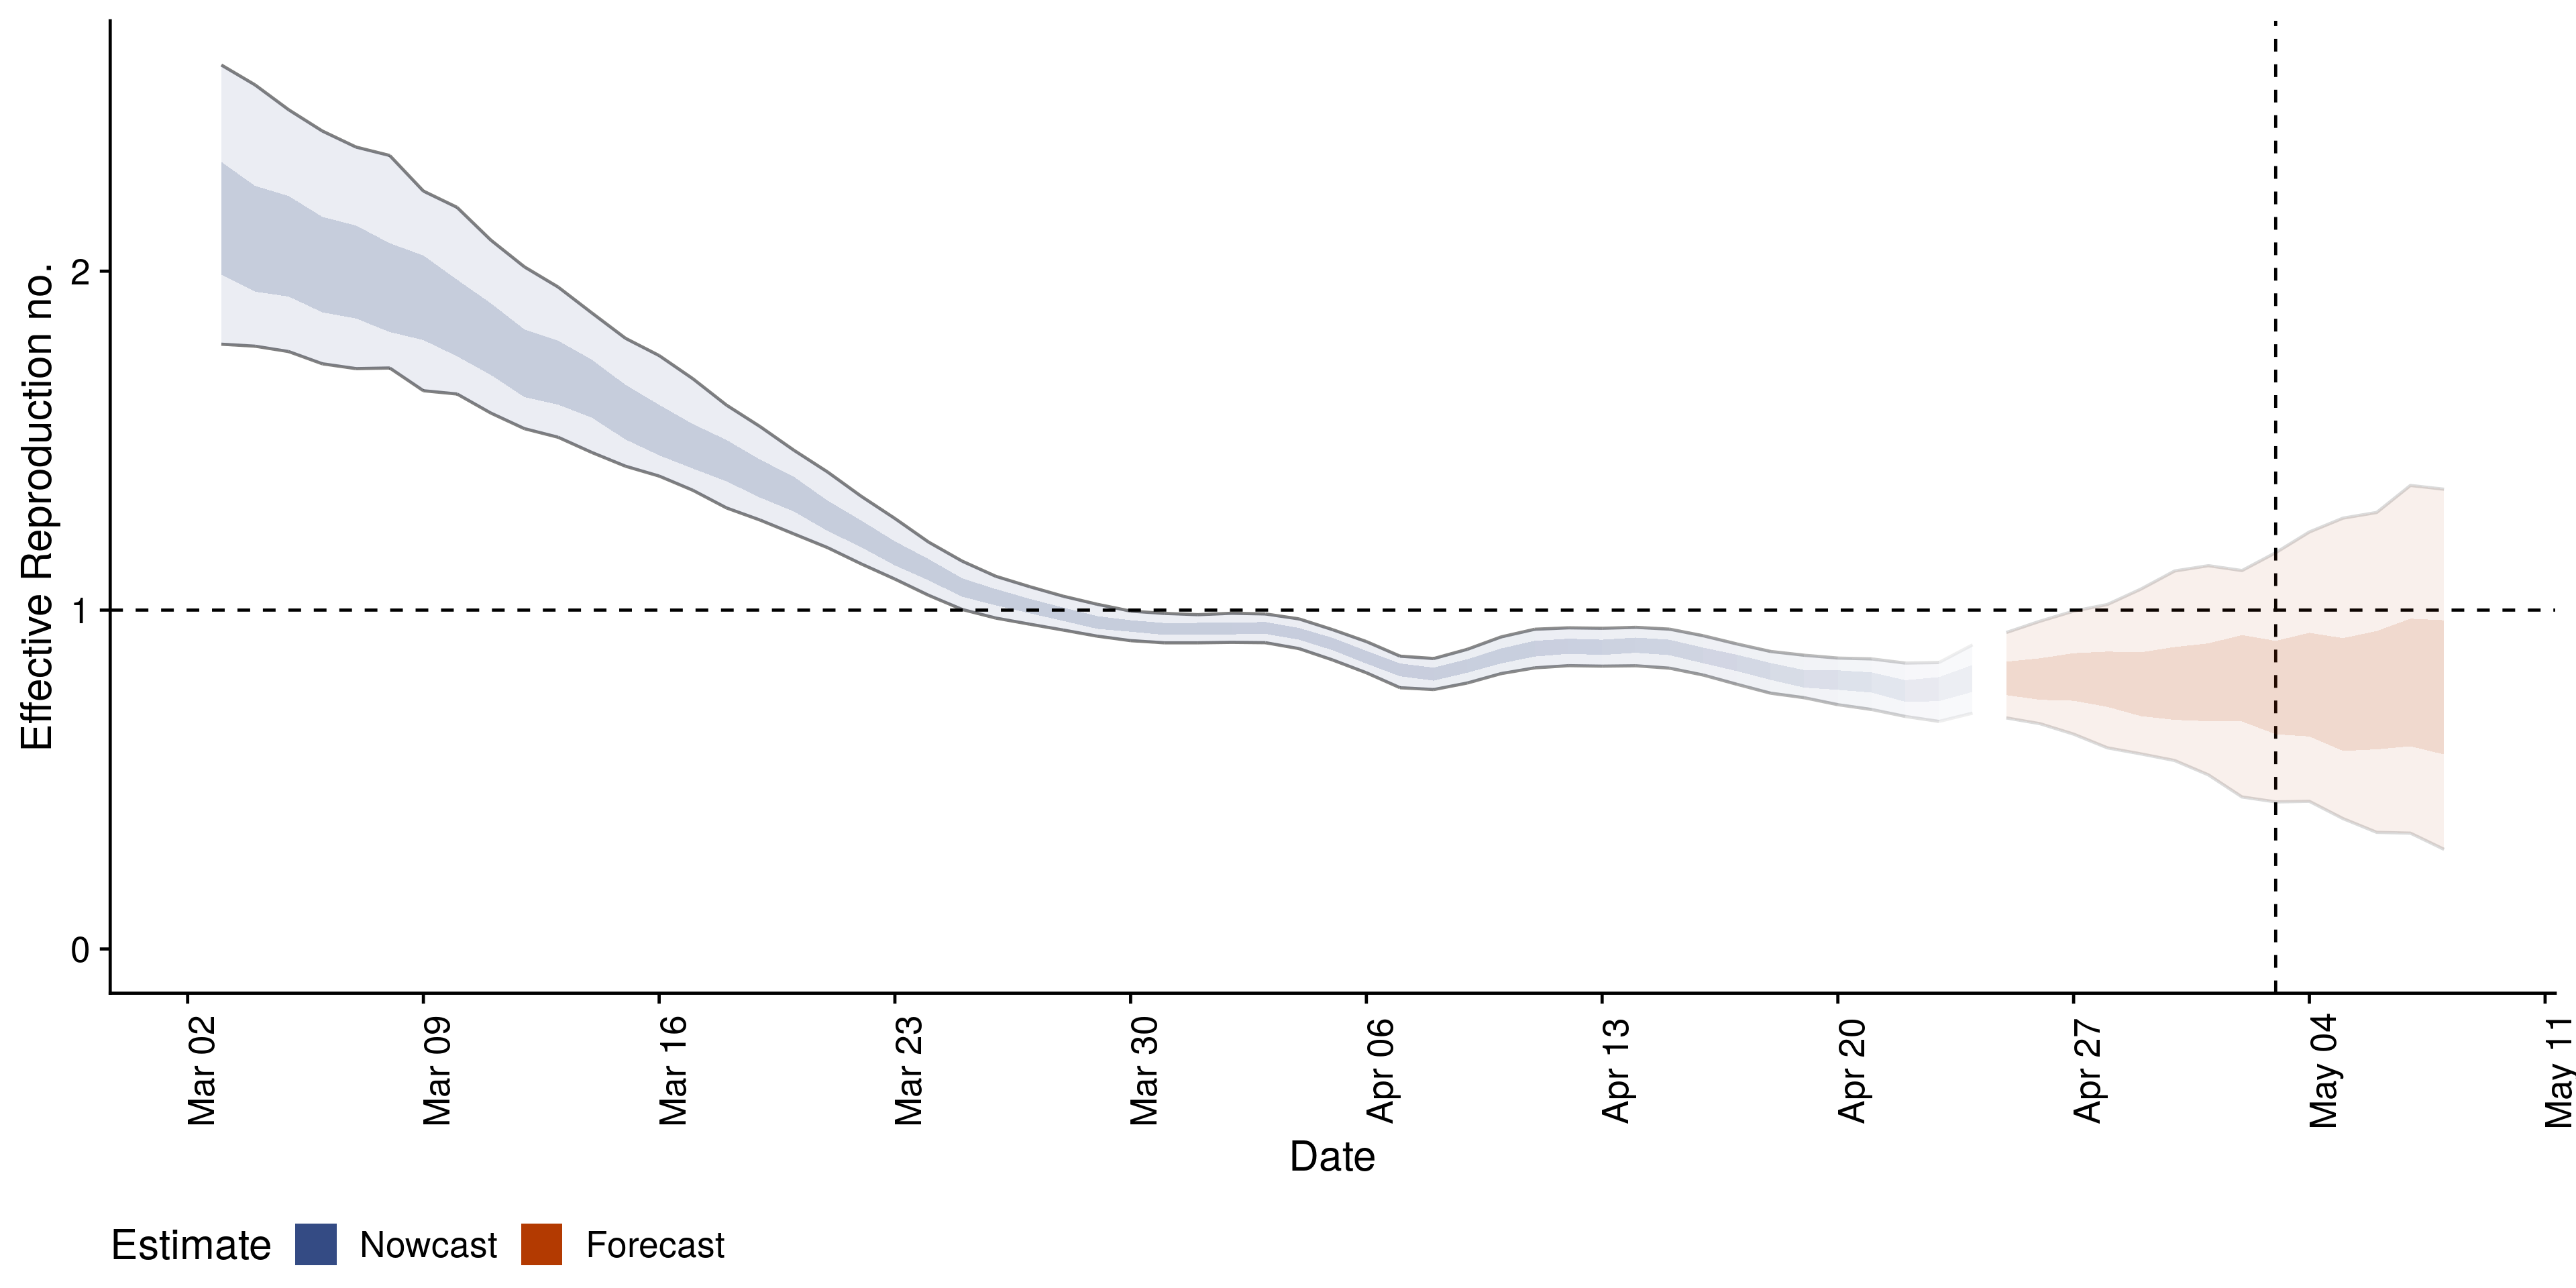 Effective Reproduction no.
2
1
0
Mar 02
Mar 09
Mar 16
Mar 23
Mar 30
Apr 06
Apr 13
Apr 20
Apr 27
May 04
May 11
Date
Estimate Nowcast Forecast